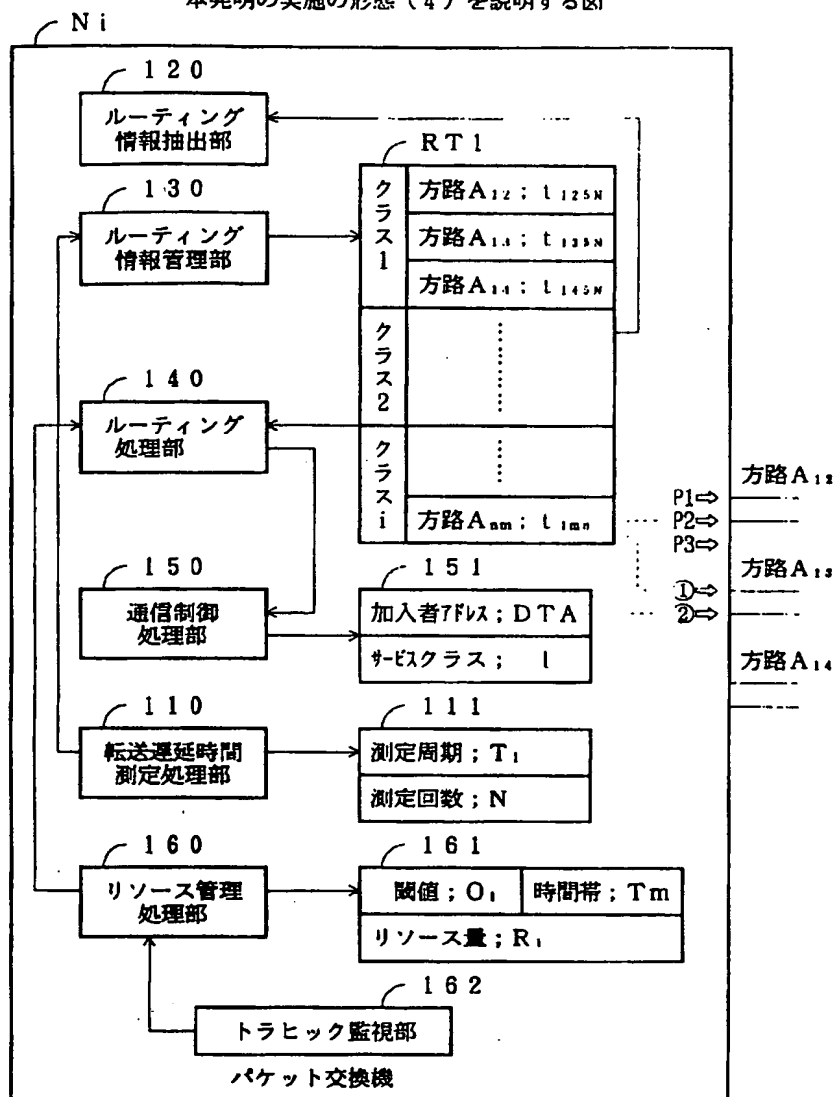 本発明の実施の形態(4)を説明する図
Ni
120
ルーティング
情報抽出部
RT1
130
ルーティング
情報管理部
クラス1
方路A12; t125N
方路A13; t135N
方路A14; t145N
クラス2
140
ルーティング
処理部
クラスi
方路Anm; t1mn
方路A12
P1⇨
P2⇨
P3⇨
方路A13
①⇨
②⇨
方路A14
150
通信制御
処理部
151
加入者アドレス; DTA
サービスクラス; 1
110
転送遅延時間
測定処理部
111
測定周期; T1
測定回数; N
160
リソース管理
処理部
161
閾値; O1
時間帯; Tm
リソース量; R1
162
トラヒック監視部
パケット交換機